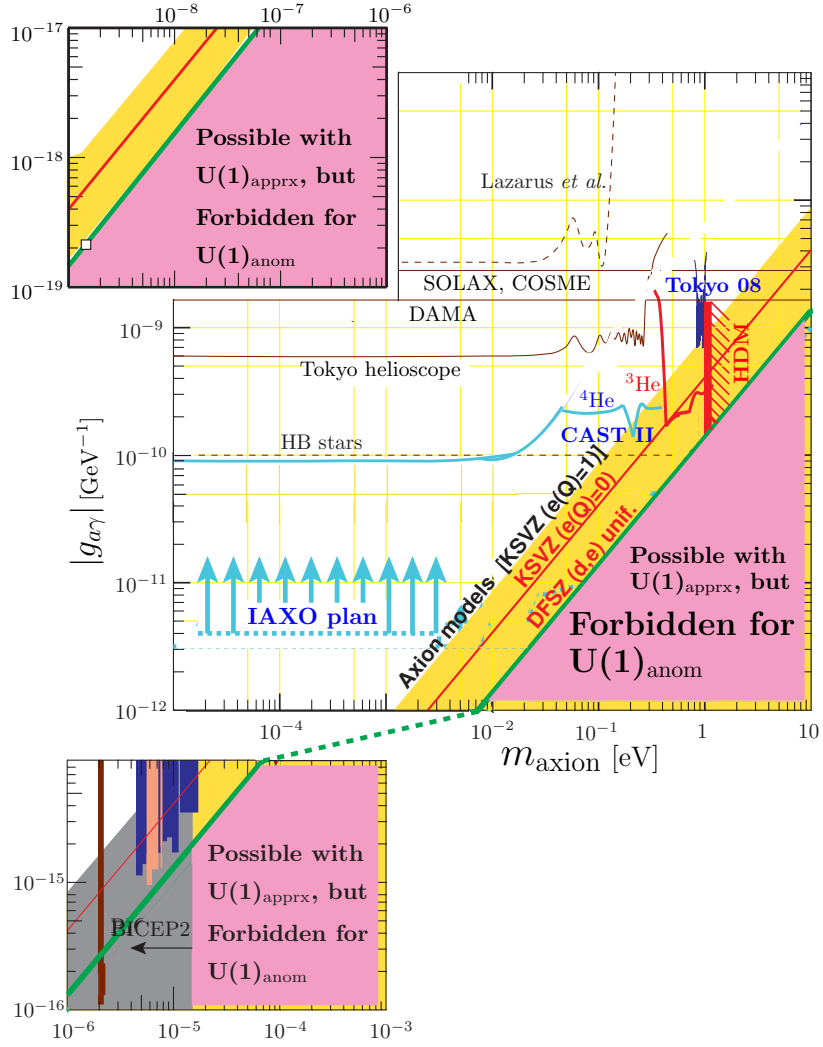 10⁻⁸ 10⁻⁷ 10⁻⁶
10⁻¹⁷
10⁻¹⁸
10⁻¹⁹
Possible with
U(1)apprx, but
Forbidden for
U(1)anom
Lazarus et al.
SOLAX, COSME
Tokyo 08
DAMA
10⁻⁹
Tokyo helioscope
HDM
³He
⁴He
CAST II
HB stars
10⁻¹⁰
|gaγ| [GeV⁻¹]
Axion models [KSVZ (e(Q)=1)]
KSVZ (e(Q)=0)
DFSZ (d,e) unif.
10⁻¹¹
IAXO plan
Possible with
U(1)apprx, but
Forbidden for
U(1)anom
10⁻¹²
10⁻⁴ 10⁻² 10⁻¹ 1 10
maxion [eV]
10⁻¹⁵
10⁻¹⁶
Possible with
U(1)apprx, but
Forbidden for
U(1)anom
BICEP2
10⁻⁶ 10⁻⁵ 10⁻⁴ 10⁻³